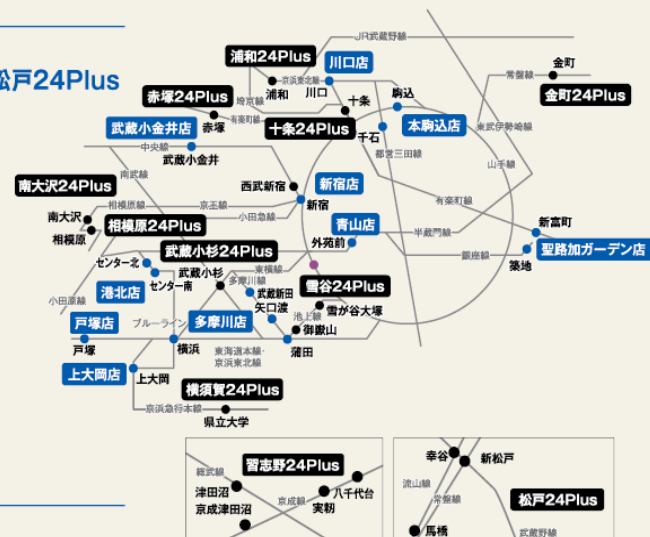 松戸24Plus
JR武蔵野線
浦和24Plus
川口店
金町
常盤線
京浜東北線
浦和
川口
赤塚24Plus
埼京線
十条
駒込
金町24Plus
有楽町線
赤塚
十条24Plus
千石
本駒込店
東武伊勢崎線
武蔵小金井店
中央線
武蔵小金井
都営三田線
山手線
南武線
南大沢24Plus
西武新宿
新宿店
相模原線
京王線
新宿
有楽町線
南大沢
相模原24Plus
小田急線
青山店
新富町
相模原
外苑前
半蔵門線
武蔵小杉24Plus
銀座線
聖路加ガーデン店
築地
センター北
武蔵小杉
東横線
センター南
多摩川線
雪谷24Plus
港北店
武蔵新田
小田原線
矢口渡
雪が谷大塚
戸塚店
ブルーライン
多摩川店
池上線
御嶽山
戸塚
横浜
東海道本線·
京浜東北線
蒲田
上大岡店
上大岡
横須賀24Plus
京浜急行本線
県立大学
習志野24Plus
総武線
津田沼
八千代台
京成線
実籾
京成津田沼
幸谷
新松戸
流山線
常盤線
松戸24Plus
馬橋
武蔵野線